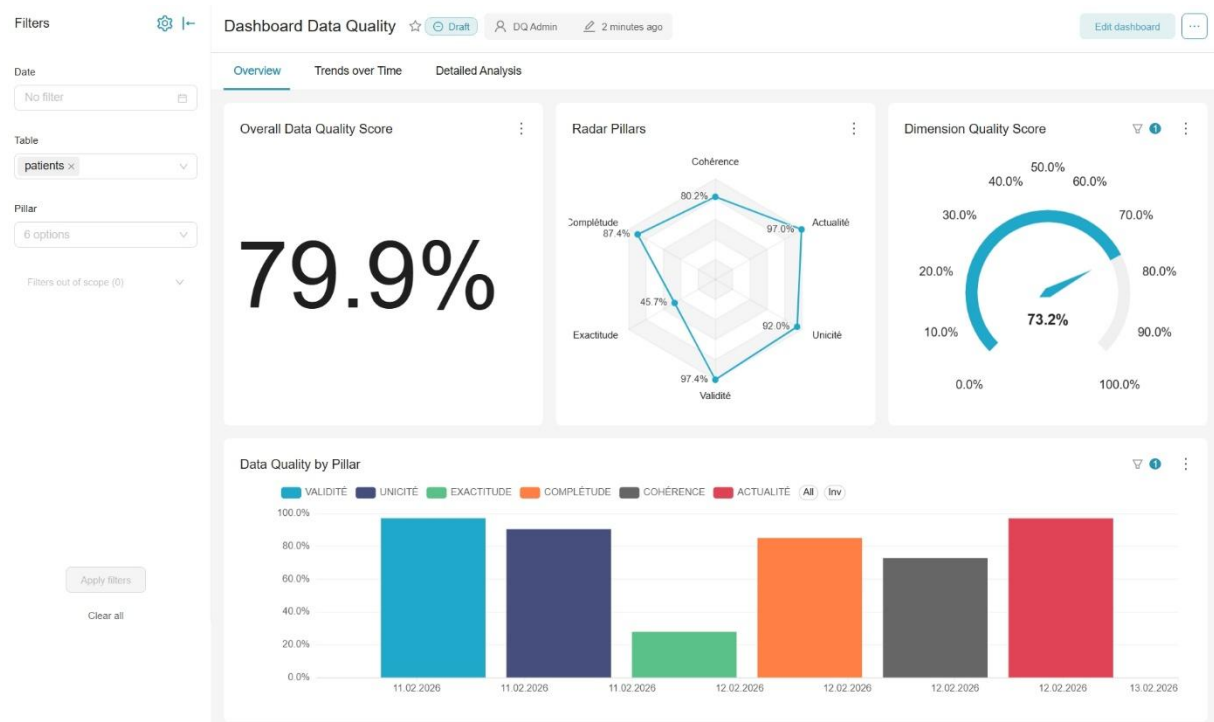 Filters
Dashboard Data Quality
Draft
DQ Admin
2 minutes ago
Edit dashboard
...
Date
No filter
Table
patients ×
Pillar
6 options
Filters out of scope (0)
Apply filters
Clear all
Overview
Trends over Time
Detailed Analysis
Overall Data Quality Score
79.9%
Radar Pillars
Cohérence
80.2%
Complétude
87.4%
97.0%
Actualité
45.7%
Exactitude
92.0%
Unicité
97.4%
Validité
Dimension Quality Score
1
50.0%
40.0%
60.0%
30.0%
70.0%
20.0%
80.0%
73.2%
10.0%
90.0%
0.0%
100.0%
Data Quality by Pillar
1
VALIDITÉ UNICITÉ EXACTITUDE COMPLÉTUDE COHÉRENCE ACTUALITÉ All Inv
100.0%
80.0%
60.0%
40.0%
20.0%
0.0%
11.02.2026 11.02.2026 11.02.2026 12.02.2026 12.02.2026 12.02.2026 12.02.2026 13.02.2026